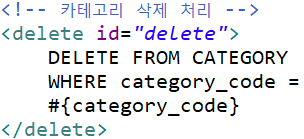 <!-- 카테고리 삭제 처리 -->
<delete id="delete">
DELETE FROM CATEGORY
WHERE category_code =
#{category_code}
</delete>